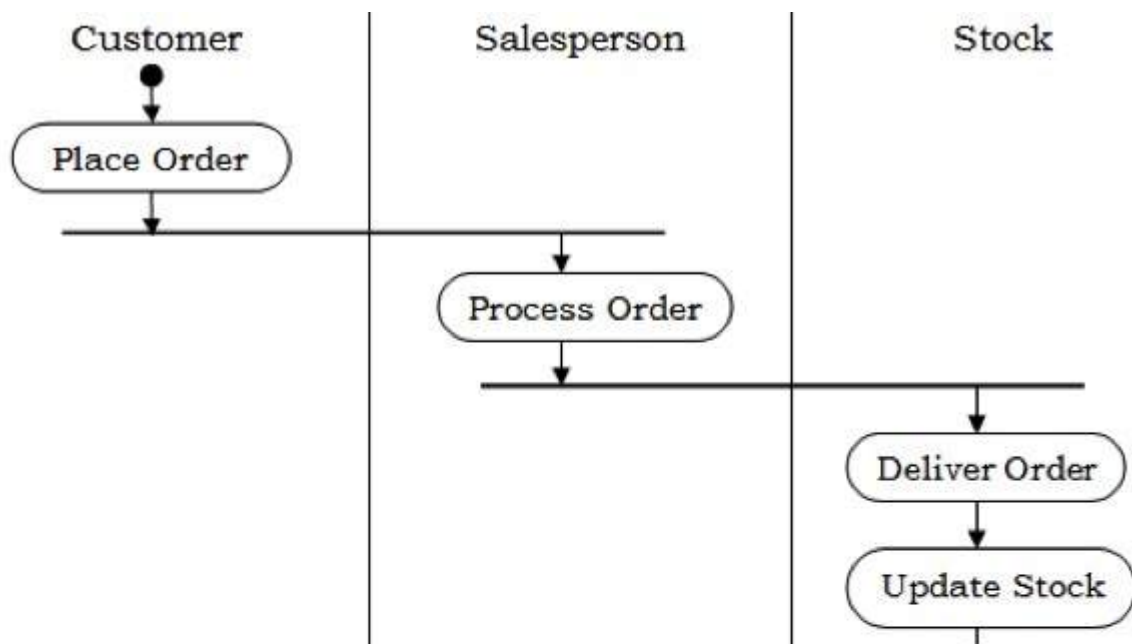 Customer
Salesperson
Stock
Place Order
Process Order
Deliver Order
Update Stock